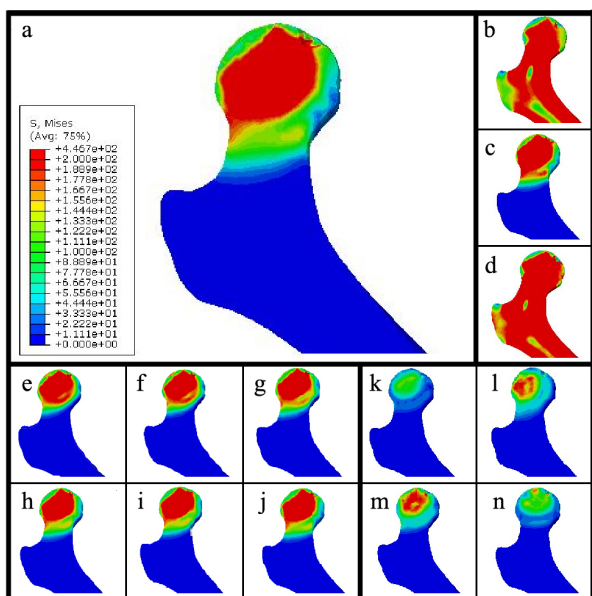 a
b
S, Mises
(Avg: 75%)
+4.467e+02
+2.000e+02
+1.889e+02
+1.778e+02
+1.667e+02
+1.556e+02
+1.444e+02
+1.333e+02
+1.222e+02
+1.111e+02
+1.000e+02
+8.889e+01
+7.778e+01
+6.667e+01
+5.556e+01
+4.444e+01
+3.333e+01
+2.222e+01
+1.111e+01
+0.000e+00
c
d
e
f
g
k
l
h
i
j
m
n